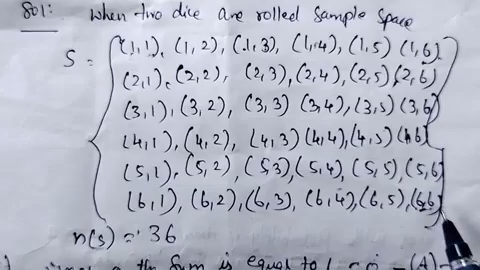 Sol: When two dice are rolled sample space
S = { (1,1), (1,2), (1,3), (1,4), (1,5) (1,6)
(2,1), (2,2), (2,3), (2,4), (2,5) (2,6)
(3,1), (3,2), (3,3) (3,4), (3,5) (3,6)
(4,1), (4,2), (4,3) (4,4), (4,5) (4,6)
(5,1), (5,2), (5,3), (5,4), (5,5), (5,6)
(6,1), (6,2), (6,3), (6,4), (6,5), (6,6) }
n(s) = 36
the sum is equal to 1